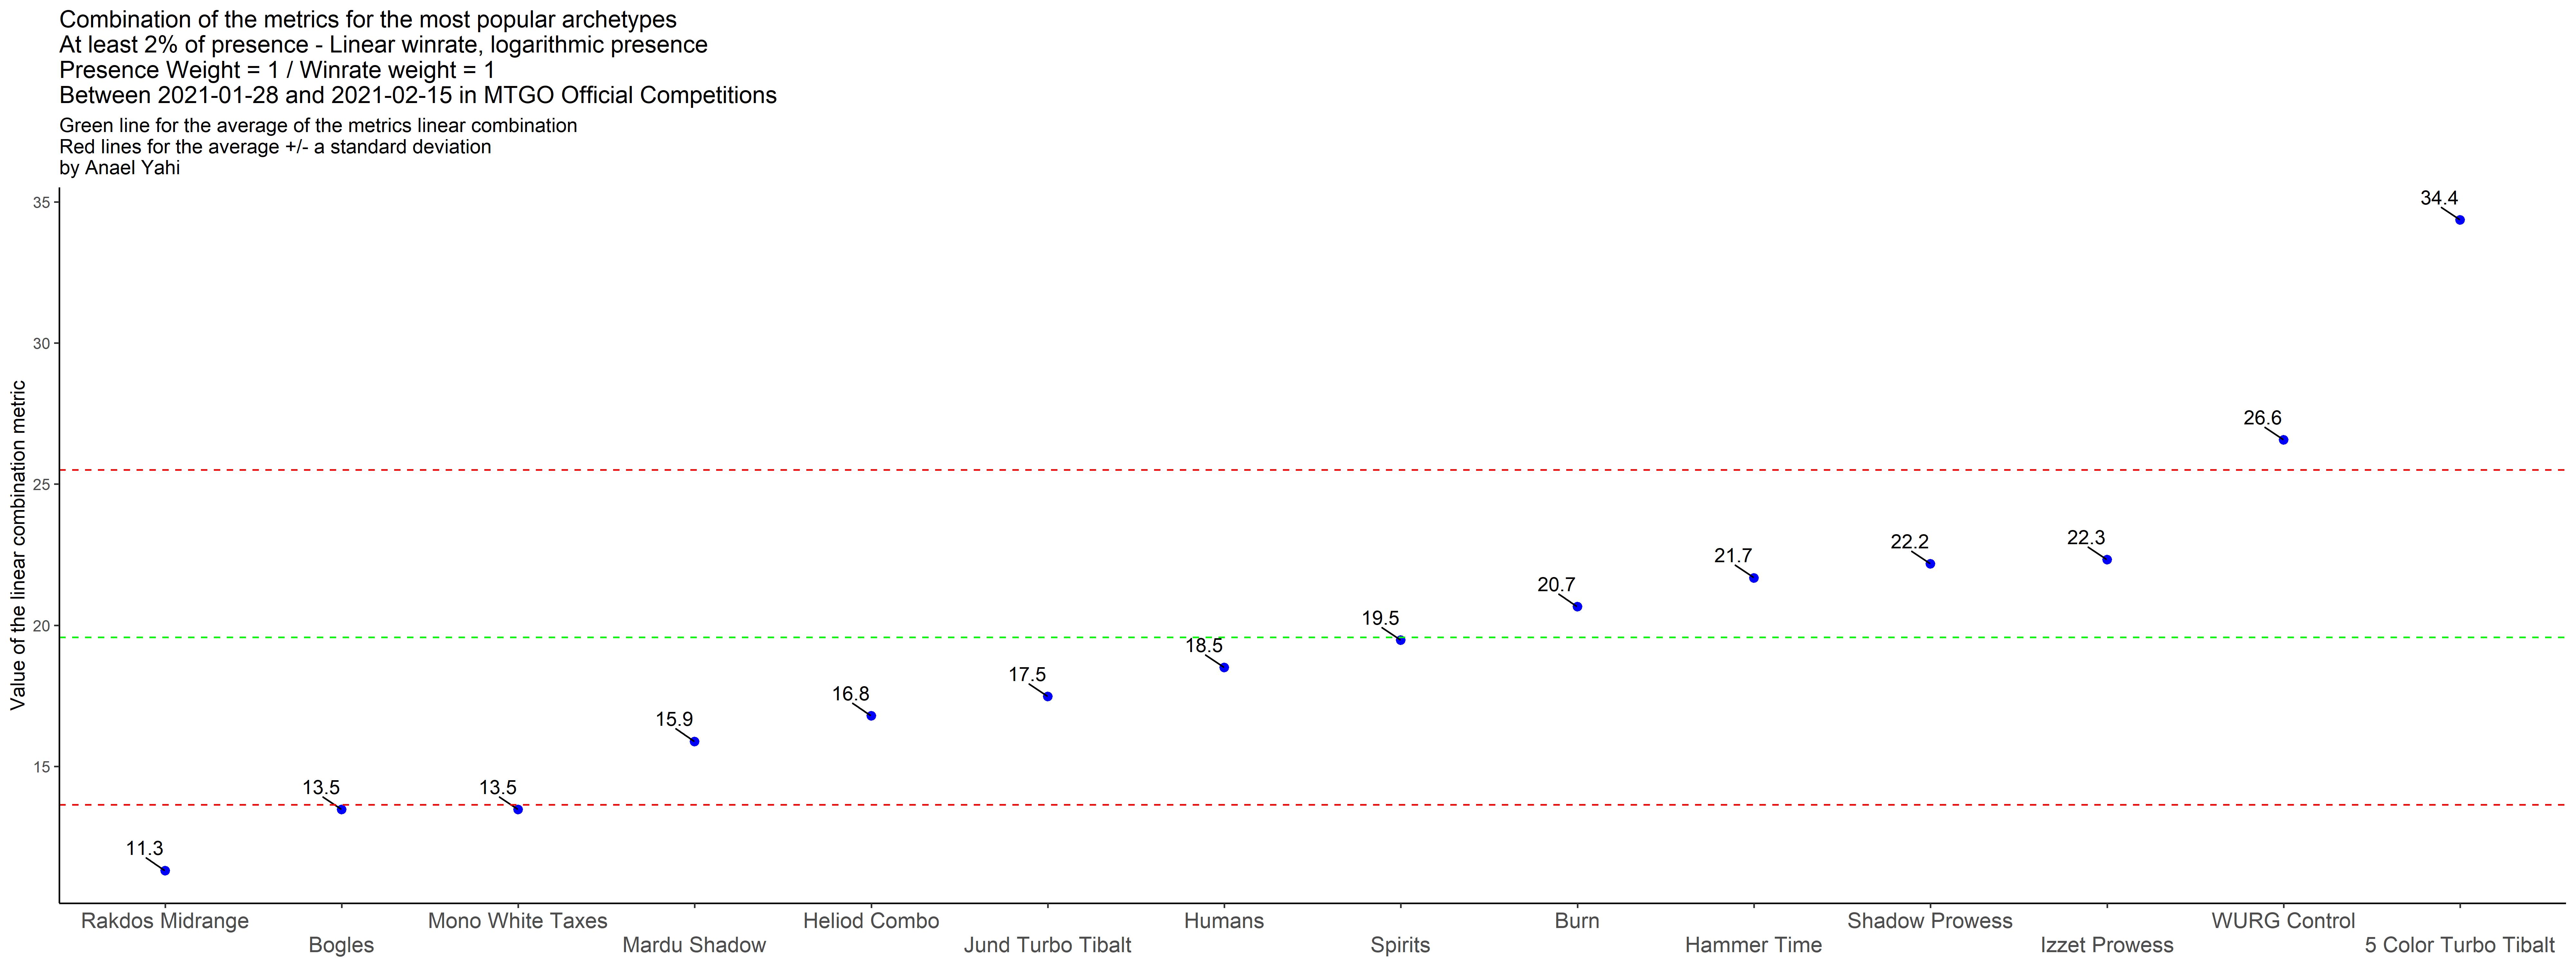 Combination of the metrics for the most popular archetypes
At least 2% of presence - Linear winrate, logarithmic presence
Presence Weight = 1 / Winrate weight = 1
Between 2021-01-28 and 2021-02-15 in MTGO Official Competitions
Green line for the average of the metrics linear combination
Red lines for the average +/- a standard deviation
by Anael Yahi
Value of the linear combination metric
35
30
25
20
15
11.3
13.5
13.5
15.9
16.8
17.5
18.5
19.5
20.7
21.7
22.2
22.3
26.6
34.4
Rakdos Midrange
Bogles
Mono White Taxes
Mardu Shadow
Heliod Combo
Jund Turbo Tibalt
Humans
Spirits
Burn
Hammer Time
Shadow Prowess
Izzet Prowess
WURG Control
5 Color Turbo Tibalt